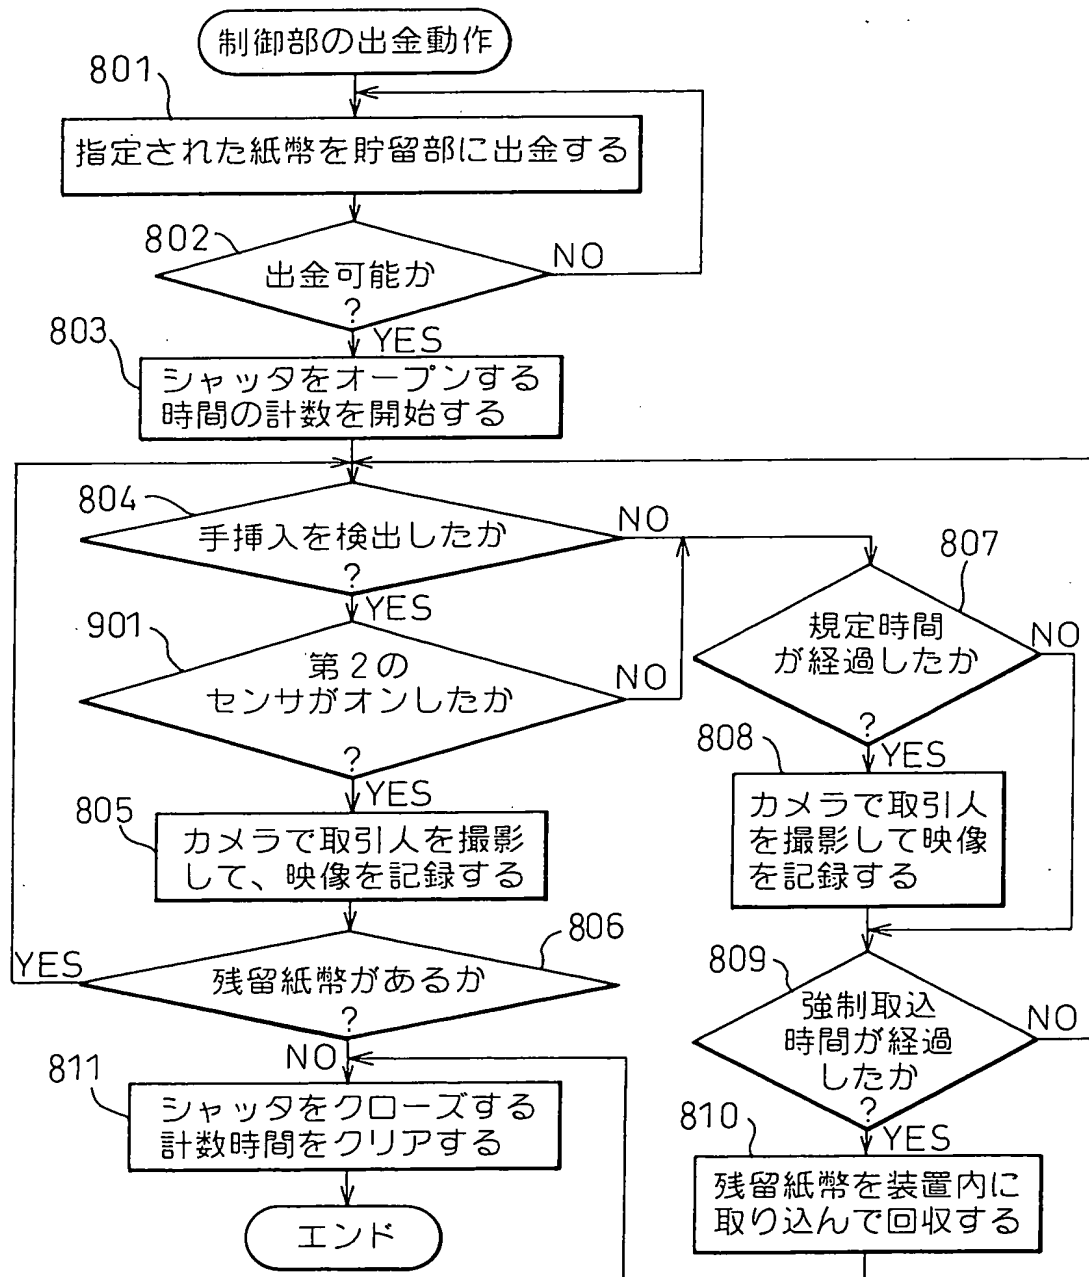 制御部の出金動作
801
指定された紙幣を貯留部に出金する
802
出金可能か
?
NO
YES
803
シャッタをオープンする
時間の計数を開始する
804
手挿入を検出したか
?
NO
YES
901
第2の
センサがオンしたか
?
NO
YES
805
カメラで取引人を撮影
して、映像を記録する
806
残留紙幣があるか
?
YES
NO
807
規定時間
が経過したか
?
NO
YES
808
カメラで取引人
を撮影して映像
を記録する
809
強制取込
時間が経過
したか
?
NO
YES
810
残留紙幣を装置内に
取り込んで回収する
811
シャッタをクローズする
計数時間をクリアする
エンド